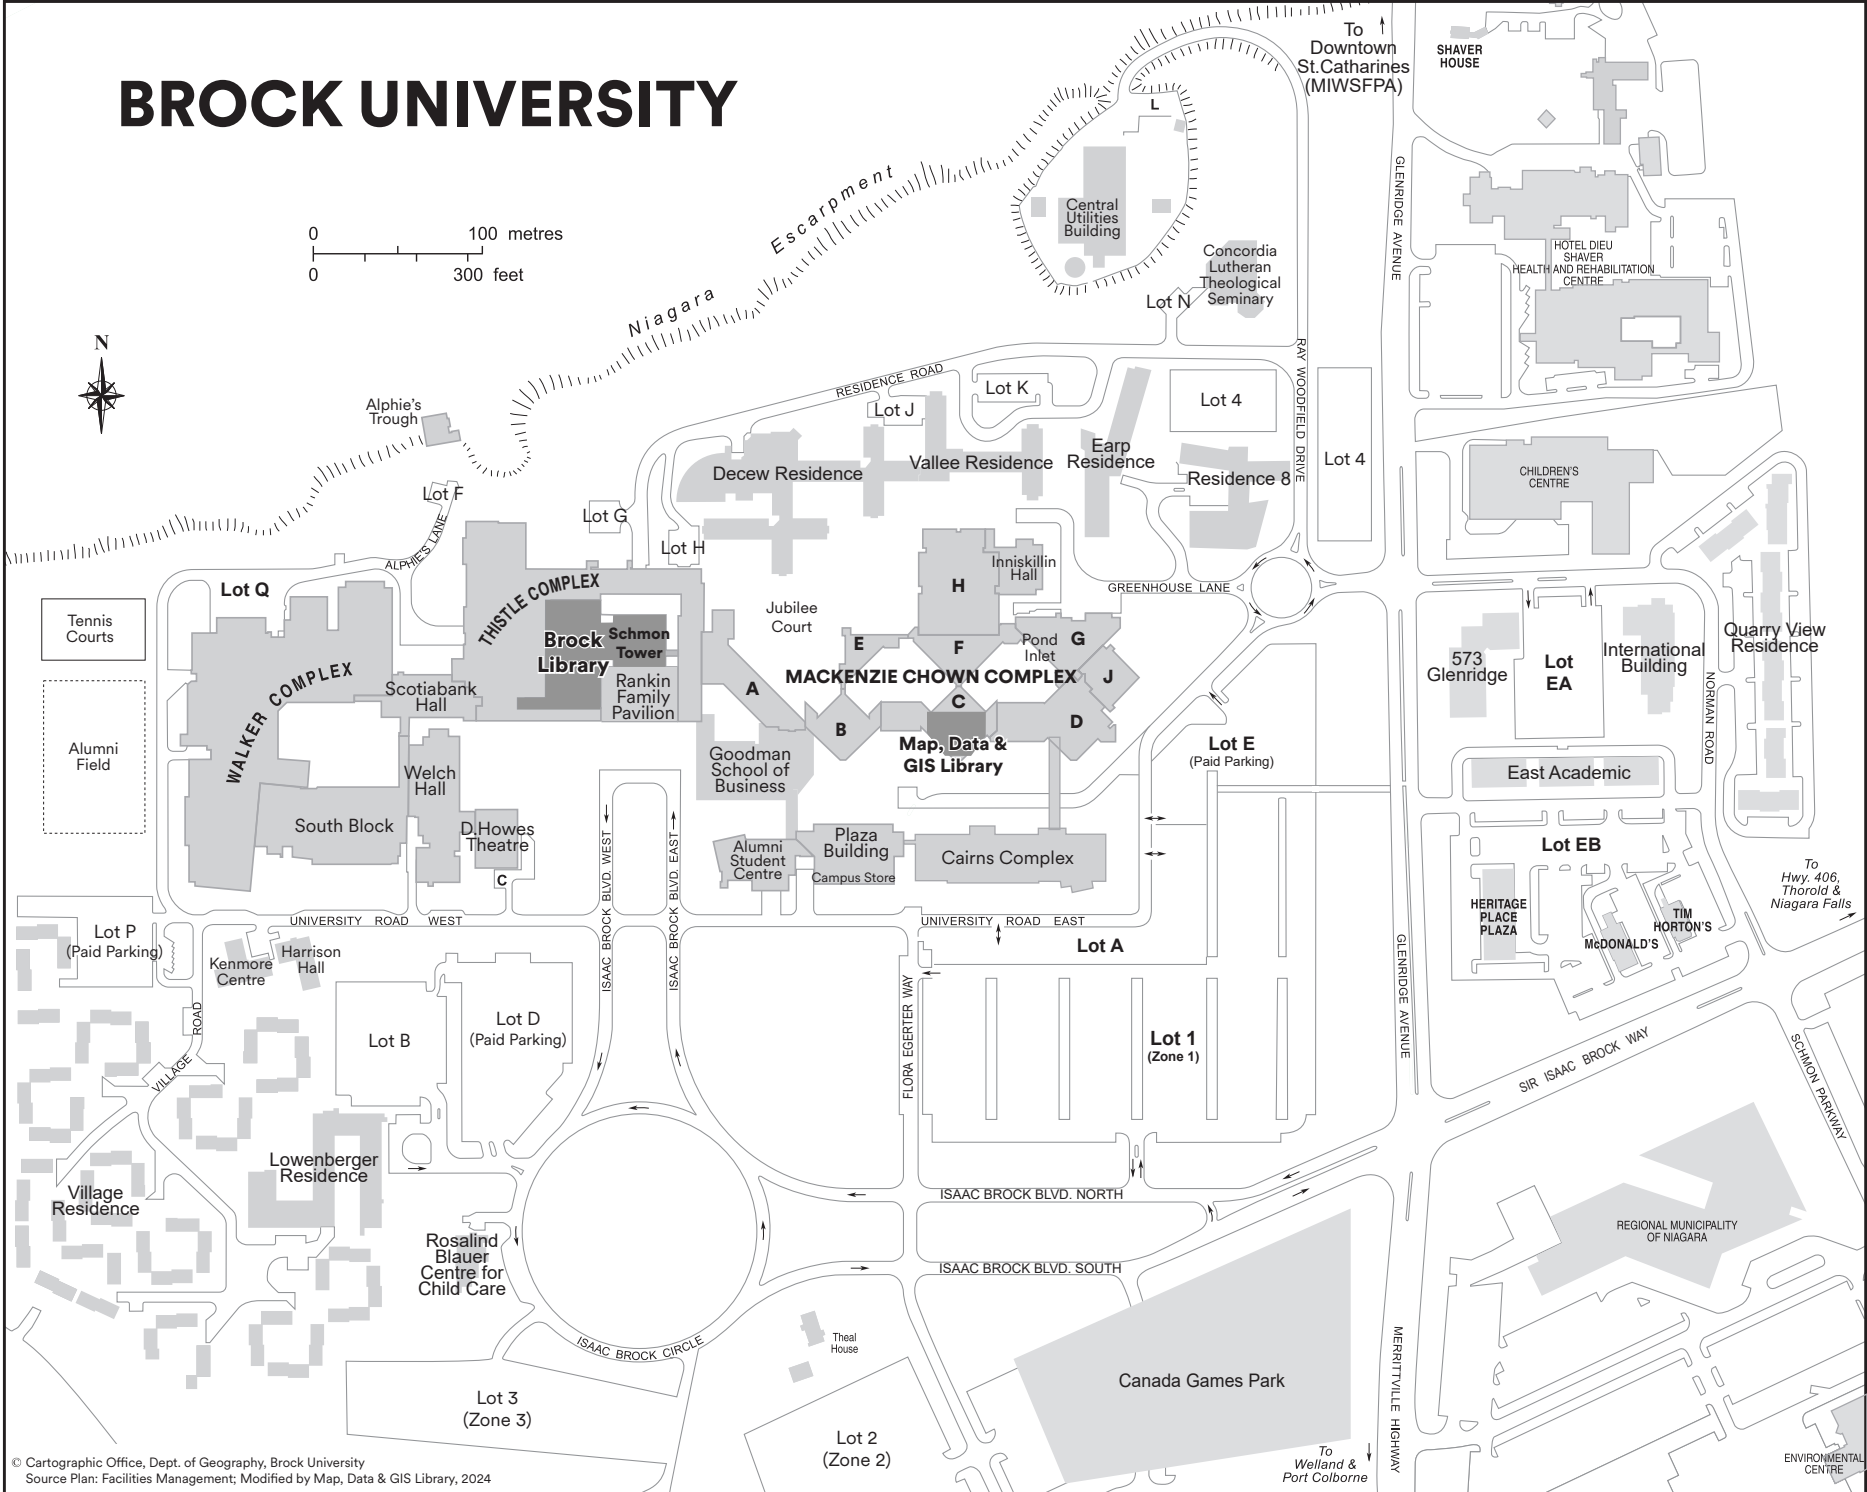 BROCK UNIVERSITY
To
Downtown
St.Catharines
(MIWSFPA)
SHAVER
HOUSE
L
GLENRIDGE AVENUE
Niagara Escarpment
Central
Utilities
Building
0 100 metres
0 300 feet
Concordia
Lutheran
Theological
Seminary
Lot N
HOTEL DIEU
SHAVER
HEALTH AND REHABILITATION
CENTRE
N
RAY WOODFIELD DRIVE
RESIDENCE ROAD
Lot K
Lot J
Lot 4
Lot 4
Alphie's
Trough
Decew Residence
Vallee Residence
Earp
Residence
Residence 8
CHILDREN'S
CENTRE
Lot F
ALPHIE'S LANE
Lot G
Lot H
Lot Q
Tennis
Courts
THISTLE COMPLEX
Brock
Library
Schmon
Tower
Jubilee
Court
H
Inniskillin
Hall
GREENHOUSE LANE
E
F
Pond
Inlet
G
J
MACKENZIE CHOWN COMPLEX
A
B
C
D
573
Glenridge
Lot
EA
International
Building
Quarry View
Residence
NORMAN ROAD
WALKER COMPLEX
Scotiabank
Hall
Rankin
Family
Pavilion
Alumni
Field
Map, Data &
GIS Library
Lot E
(Paid Parking)
Goodman
School of
Business
Welch
Hall
East Academic
South Block
D.Howes
Theatre
C
ISAAC BROCK BLVD. WEST
ISAAC BROCK BLVD. EAST
Alumni
Student
Centre
Plaza
Building
Campus Store
Cairns Complex
Lot EB
To
Hwy. 406,
Thorold &
Niagara Falls
HERITAGE
PLACE
PLAZA
McDONALD'S
TIM
HORTON'S
UNIVERSITY ROAD WEST
UNIVERSITY ROAD EAST
Lot P
(Paid Parking)
Kenmore
Centre
Harrison
Hall
Lot A
GLENRIDGE AVENUE
VILLAGE ROAD
Lot B
Lot D
(Paid Parking)
FLORA EGERTER WAY
Lot 1
(Zone 1)
SIR ISAAC BROCK WAY
SCHMON PARKWAY
Lowenberger
Residence
Village
Residence
ISAAC BROCK BLVD. NORTH
Rosalind
Blauer
Centre for
Child Care
ISAAC BROCK BLVD. SOUTH
REGIONAL MUNICIPALITY
OF NIAGARA
ISAAC BROCK CIRCLE
Theal
House
Canada Games Park
MERRITTVILLE HIGHWAY
Lot 3
(Zone 3)
Lot 2
(Zone 2)
To
Welland &
Port Colborne
ENVIRONMENTAL
CENTRE
© Cartographic Office, Dept. of Geography, Brock University
Source Plan: Facilities Management; Modified by Map, Data & GIS Library, 2024